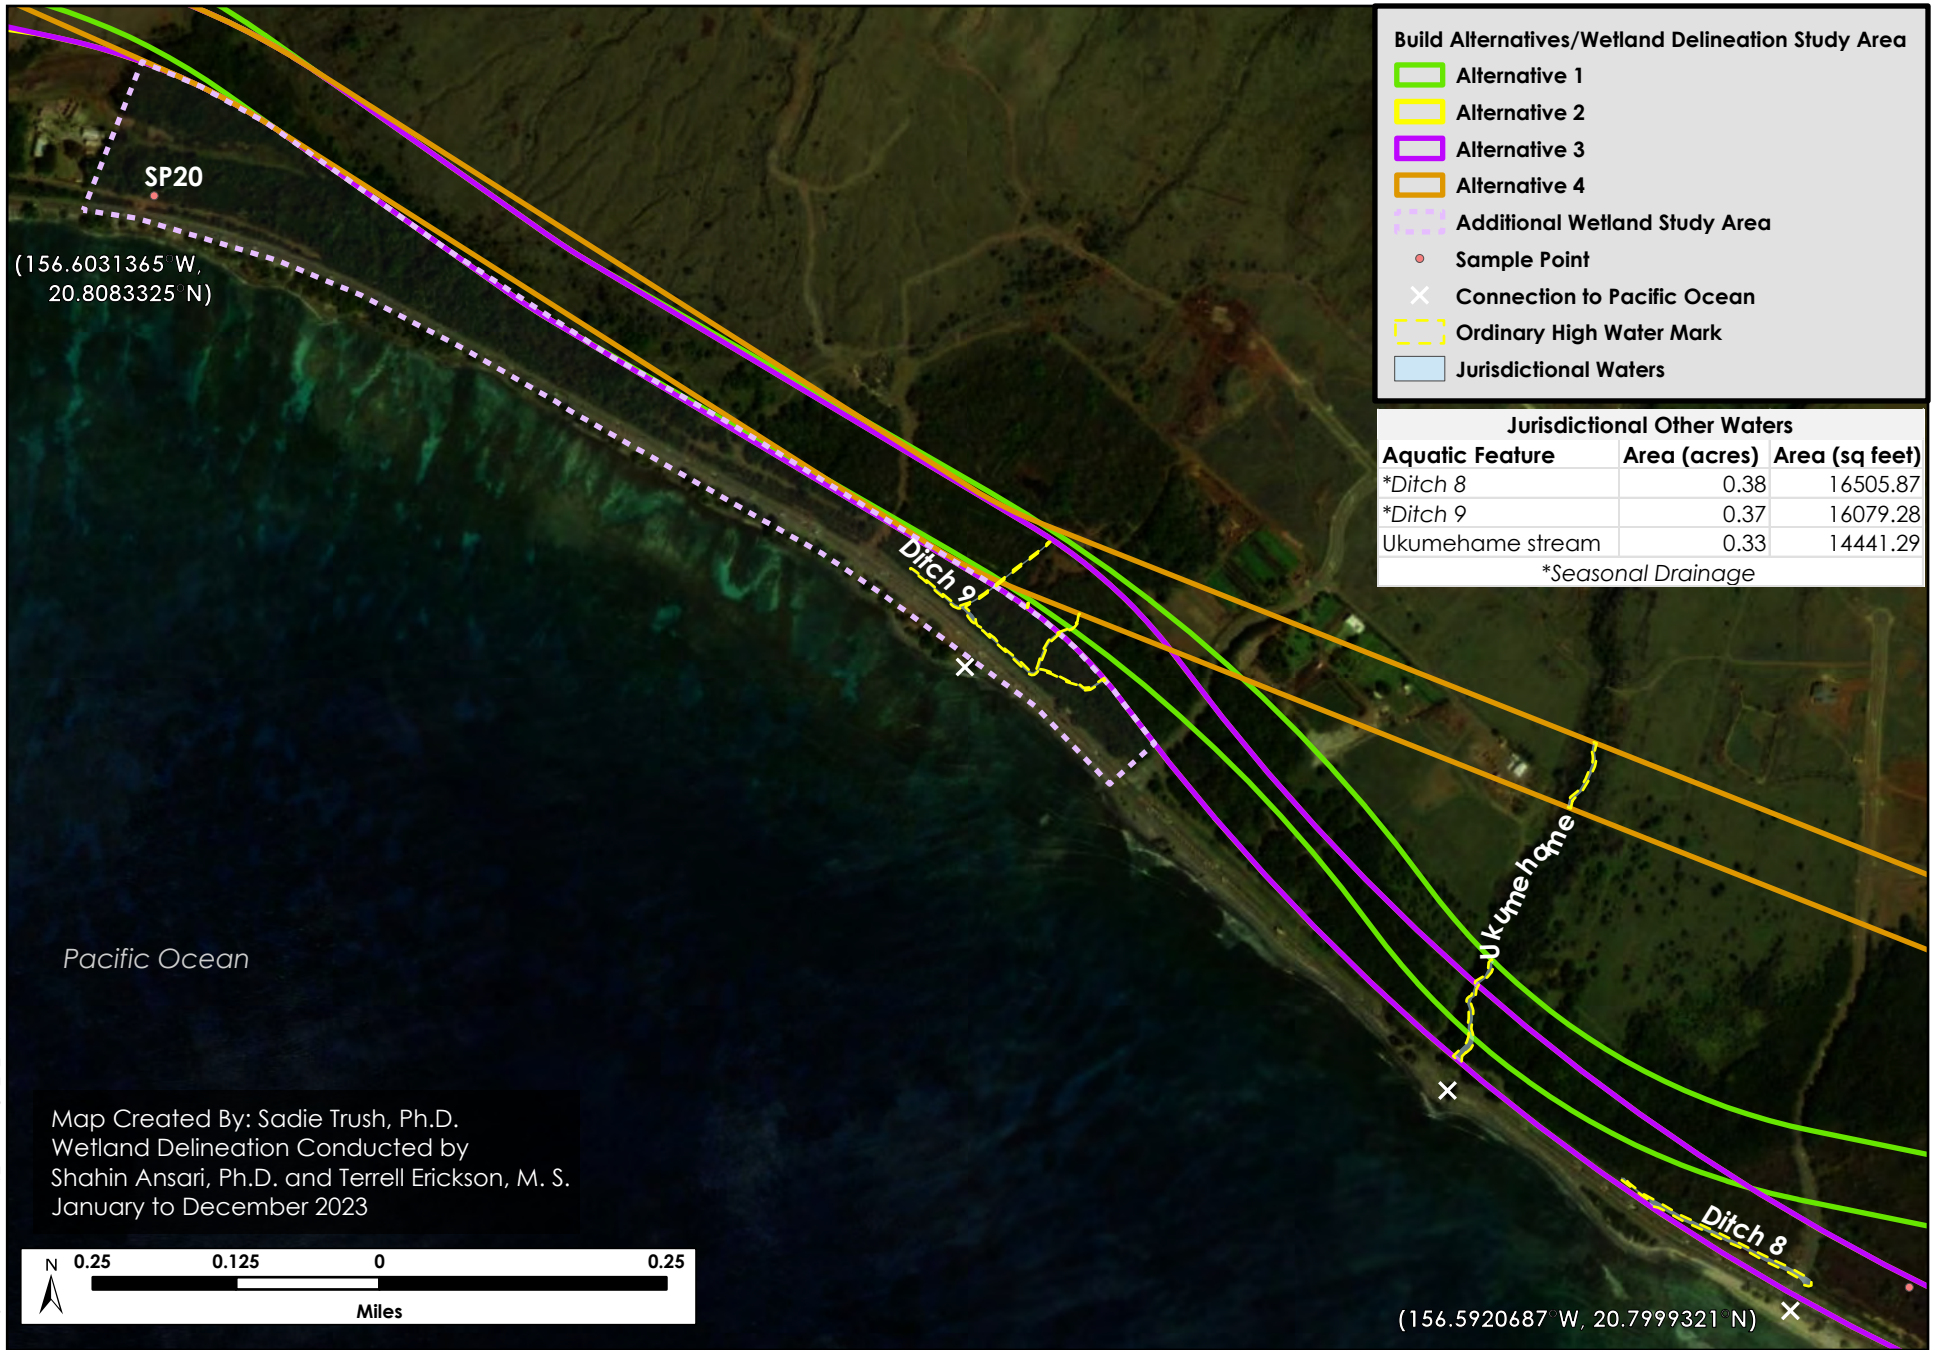 Build Alternatives/Wetland Delineation Study Area
Alternative 1
Alternative 2
Alternative 3
Alternative 4
Additional Wetland Study Area
Sample Point
Connection to Pacific Ocean
Ordinary High Water Mark
Jurisdictional Waters
Jurisdictional Other Waters
Aquatic Feature Area (acres) Area (sq feet)
*Ditch 8 0.38 16505.87
*Ditch 9 0.37 16079.28
Ukumehame stream 0.33 14441.29
*Seasonal Drainage
SP20
(156.6031365°W,
20.8083325°N)
Ditch 9
Ukumehame
Ditch 8
Pacific Ocean
Map Created By: Sadie Trush, Ph.D.
Wetland Delineation Conducted by
Shahin Ansari, Ph.D. and Terrell Erickson, M. S.
January to December 2023
N 0.25 0.125 0 0.25
Miles
(156.5920687°W, 20.7999321°N)